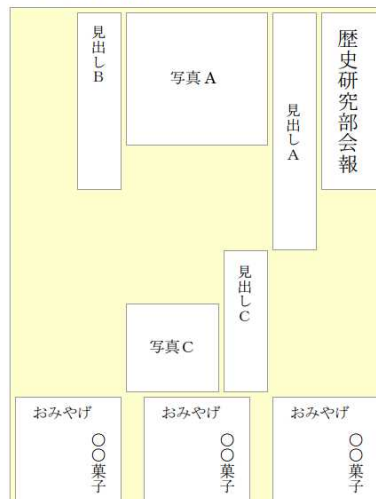 歴史研究部会報
見出しA
写真A
見出しB
見出しC
写真C
おみやげ
○○菓子
おみやげ
○○菓子
おみやげ
○○菓子